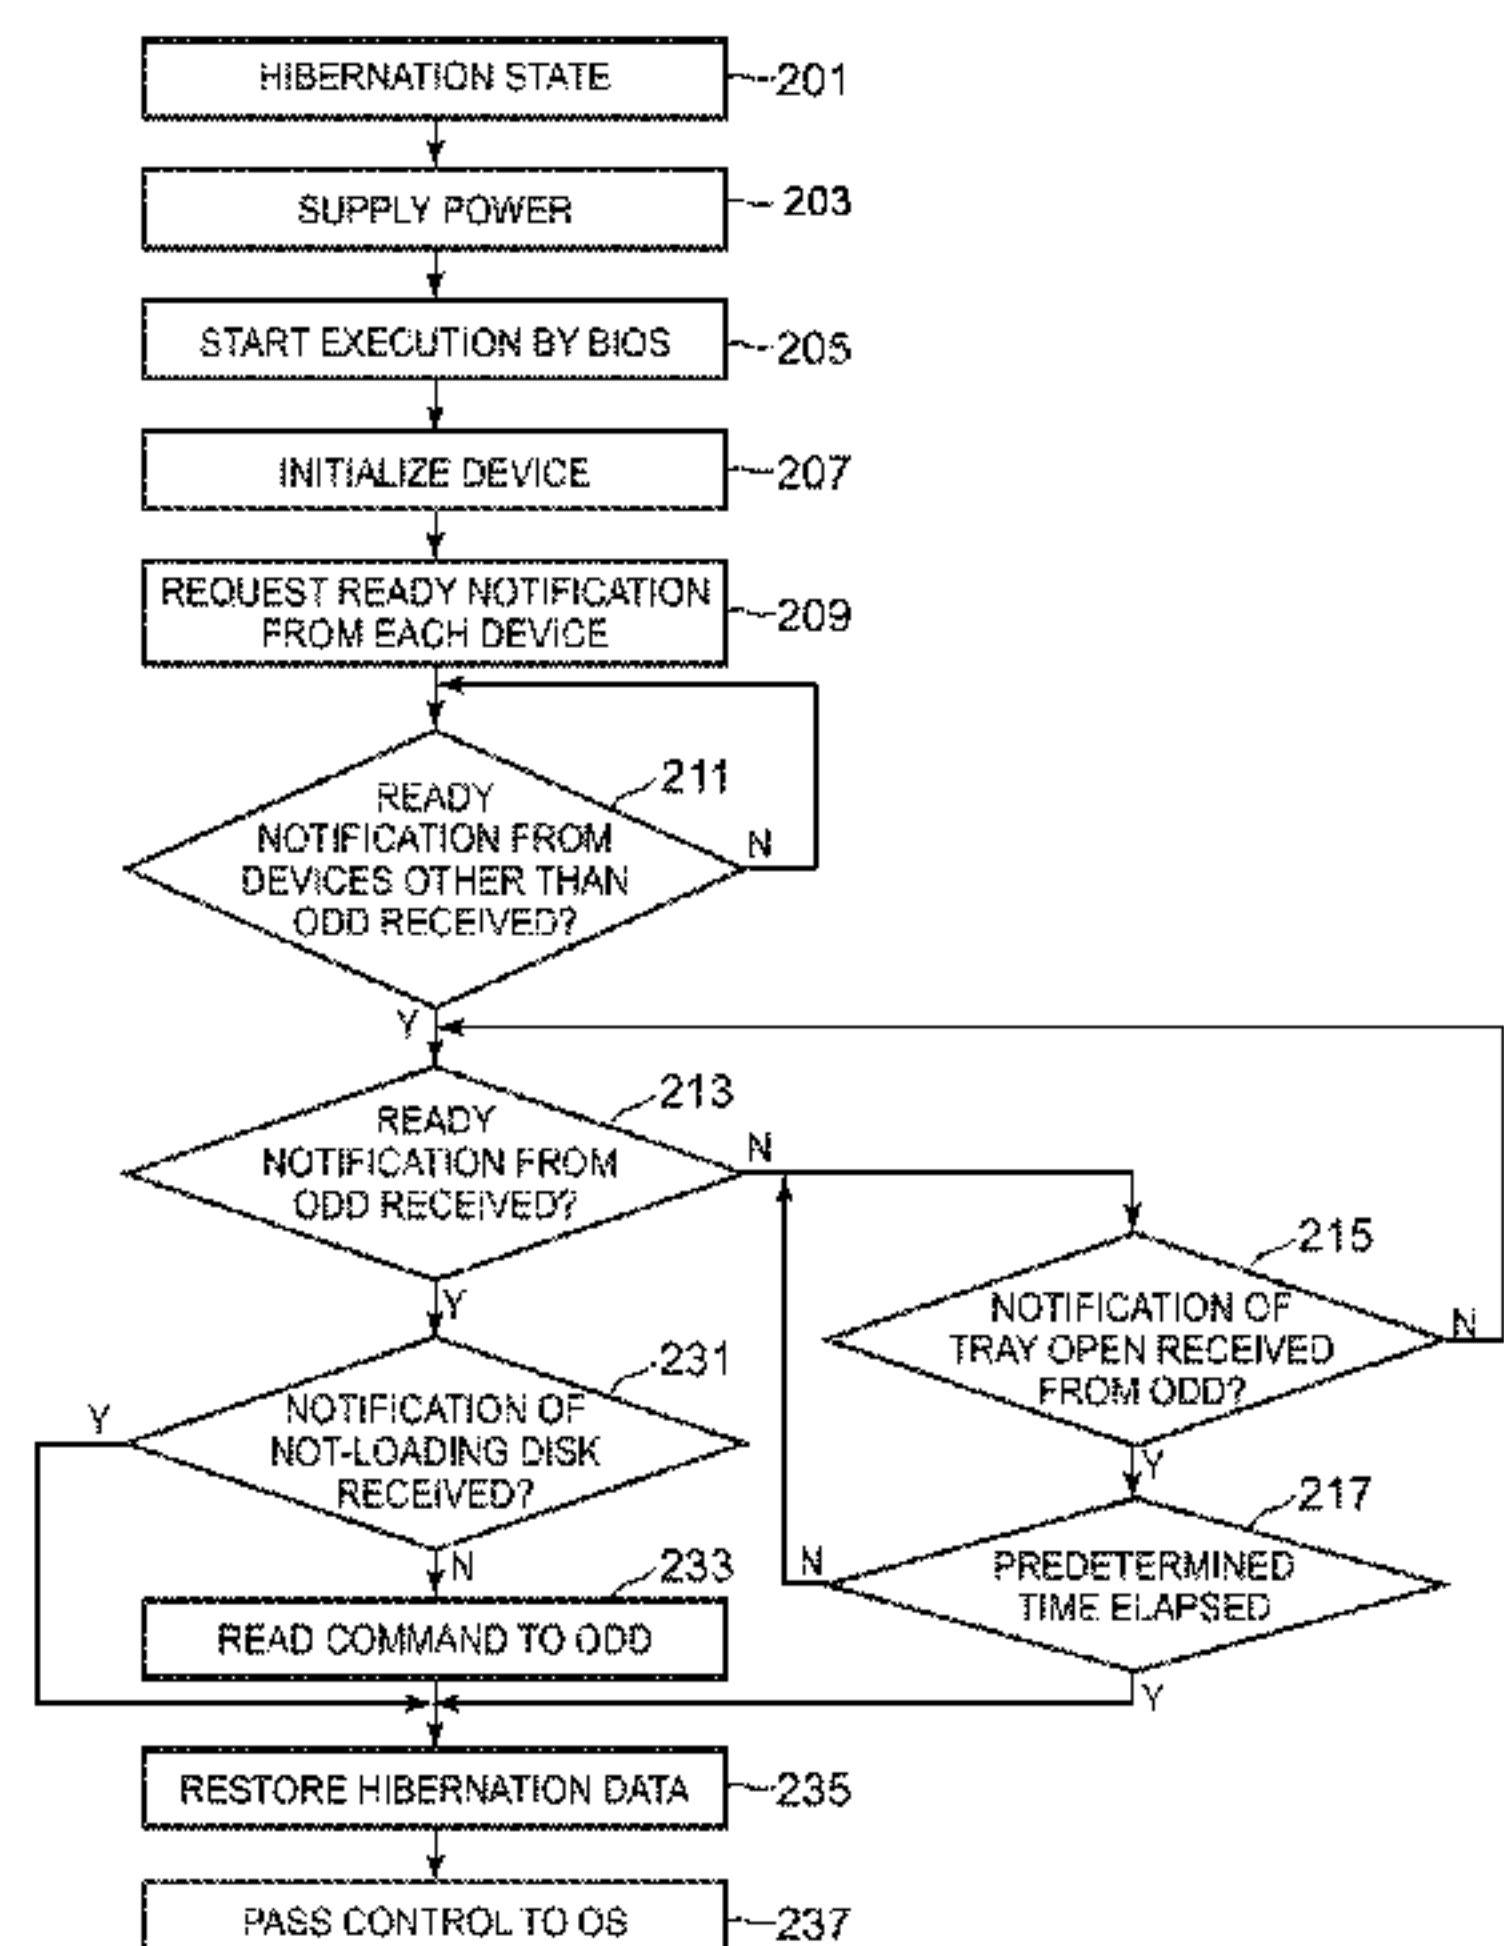 HIBERNATION STATE
201
SUPPLY POWER
203
START EXECUTION BY BIOS
205
INITIALIZE DEVICE
207
REQUEST READY NOTIFICATION
FROM EACH DEVICE
209
211
READY
NOTIFICATION FROM
DEVICES OTHER THAN
ODD RECEIVED?
N
Y
213
READY
NOTIFICATION FROM
ODD RECEIVED?
N
Y
215
NOTIFICATION OF
TRAY OPEN RECEIVED
FROM ODD?
N
Y
231
NOTIFICATION OF
NOT-LOADING DISK
RECEIVED?
Y
N
217
PREDETERMINED
TIME ELAPSED
N
Y
233
READ COMMAND TO ODD
RESTORE HIBERNATION DATA
235
PASS CONTROL TO OS
237